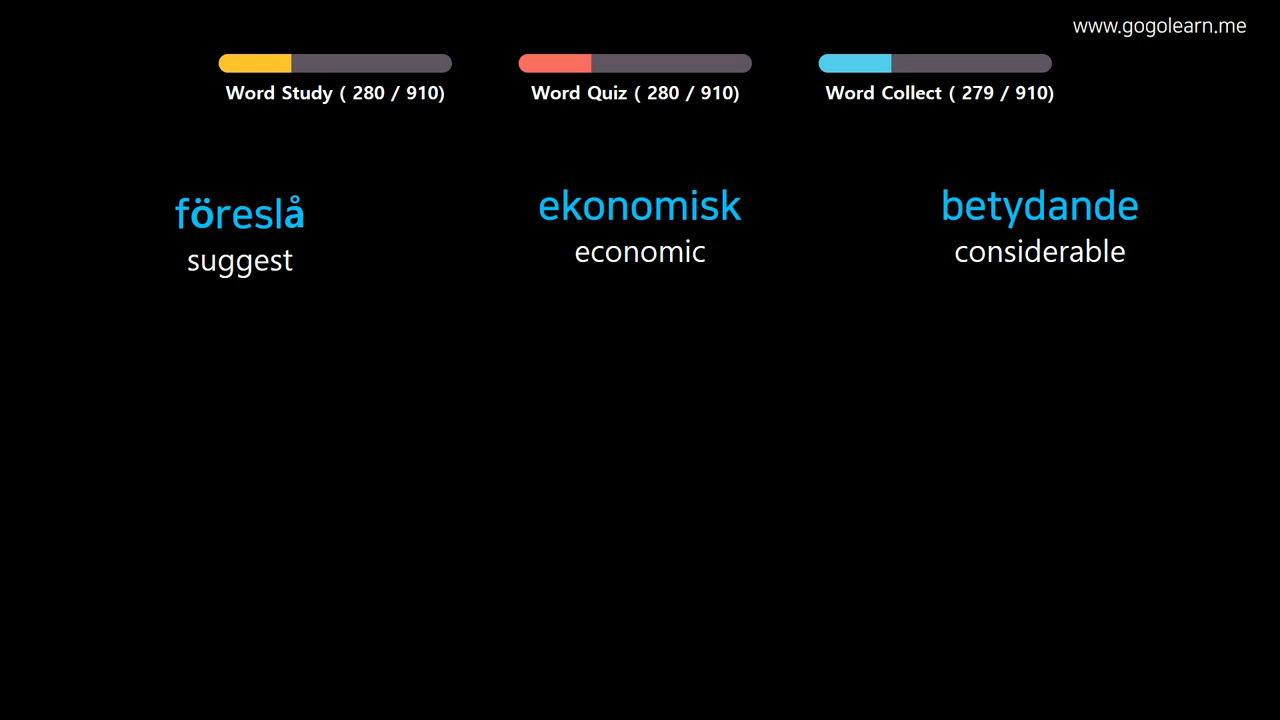 www.gogolearn.me
Word Study ( 280 / 910)
Word Quiz ( 280 / 910)
Word Collect ( 279 / 910)
föreslå
suggest
ekonomisk
economic
betydande
considerable